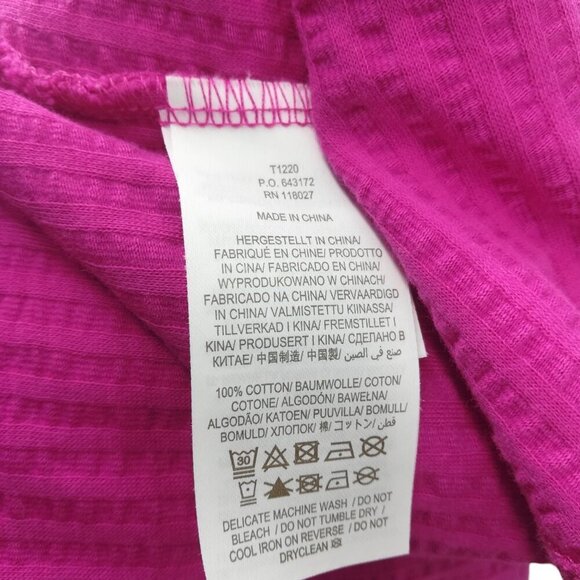 T1220
P.O. 643172
RN 118027
MADE IN CHINA
HERGESTELLT IN CHINA/
FABRIQUÉ EN CHINE/ PRODOTTO
IN CINA/ FABRICADO EN CHINA/
WYPRODUKOWANO W CHINACH/
FABRICADO NA CHINA/ VERVAARDIGD
IN CHINA/ VALMISTETTU KIINASSA/
TILLVERKAD I KINA/ FREMSTILLET I
KINA/ PRODUSERT I KINA/ СДЕЛАНО В
КИТАЕ/ 中国制造/ 中国製/ صنع في الصين
100% COTTON/ BAUMWOLLE/ COTON/
COTONE/ ALGODÓN/ BAWEŁNA/
ALGODÃO/ KATOEN/ PUUVILLA/ BOMULL/
BOMULD/ ХЛОПОК/ 棉/ コットン/ قطن
30
DELICATE MACHINE WASH / DO NOT
BLEACH / DO NOT TUMBLE DRY /
COOL IRON ON REVERSE / DO NOT
DRYCLEAN